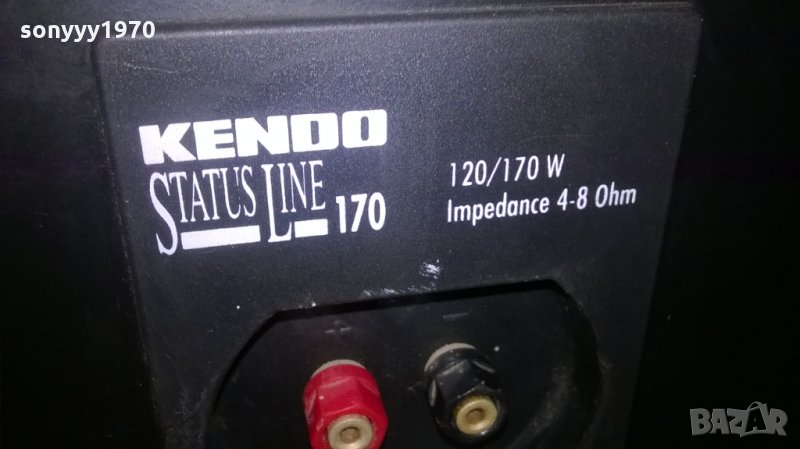 sonyyy1970
KENDO
STATUS LINE 170
120/170 W
Impedance 4-8 Ohm
+ −
BAZAR